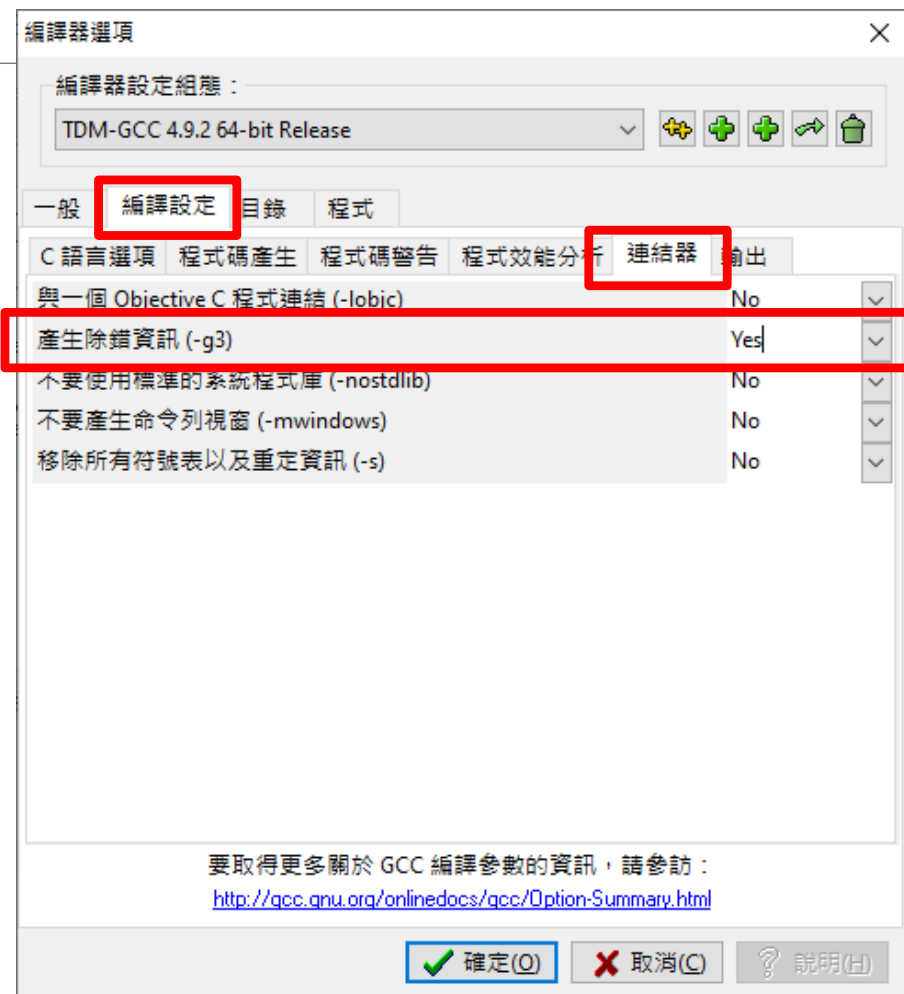 編譯器選項
編譯器設定組態：
TDM-GCC 4.9.2 64-bit Release
一般 編譯設定 目錄 程式
C 語言選項 程式碼產生 程式碼警告 程式效能分析 連結器 輸出
與一個 Objective C 程式連結 (-lobjc) No
產生除錯資訊 (-g3) Yes
不要使用標準的系統程式庫 (-nostdlib) No
不要產生命令列視窗 (-mwindows) No
移除所有符號表以及重定資訊 (-s) No
要取得更多關於 GCC 編譯參數的資訊，請參訪：
http://gcc.gnu.org/onlinedocs/gcc/Option-Summary.html
確定(O) 取消(C) 説明(H)